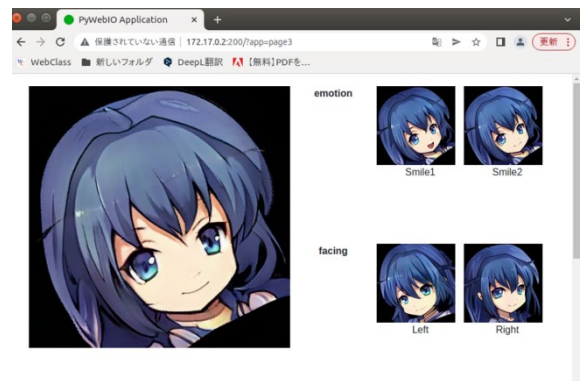 PyWebIO Application
保護されていない通信 | 172.17.0.2:200/?app=page3
更新
WebClass 新しいフォルダ DeepL翻訳 【無料】PDFを...
emotion
Smile1 Smile2
facing
Left Right